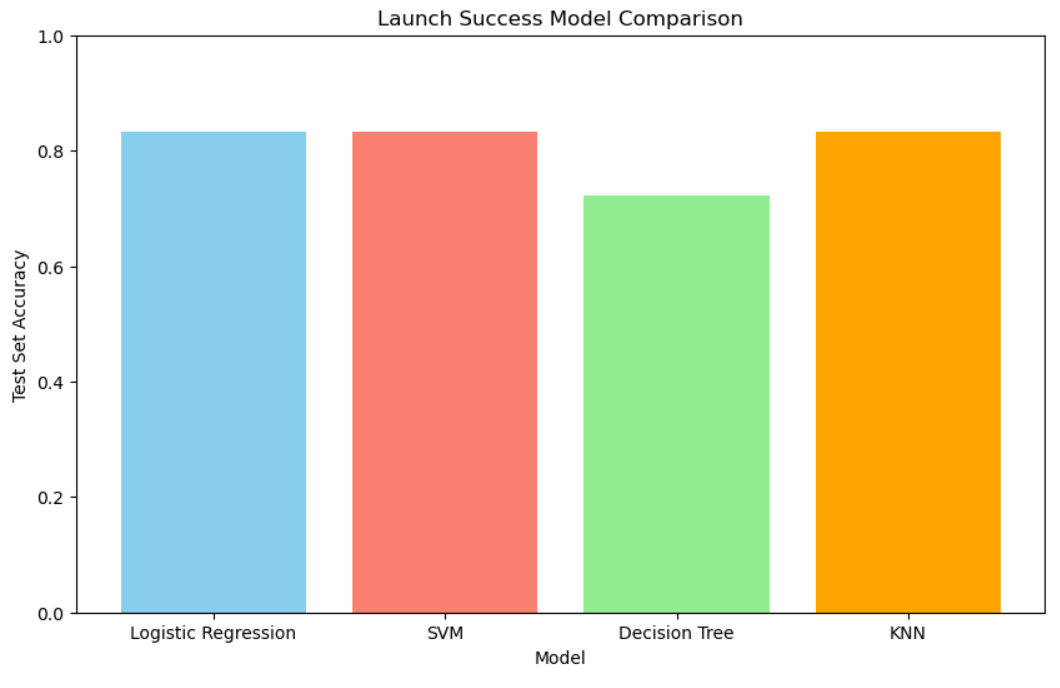 Launch Success Model Comparison
1.0
0.8
0.6
0.4
0.2
0.0
Test Set Accuracy
Logistic Regression
SVM
Decision Tree
KNN
Model